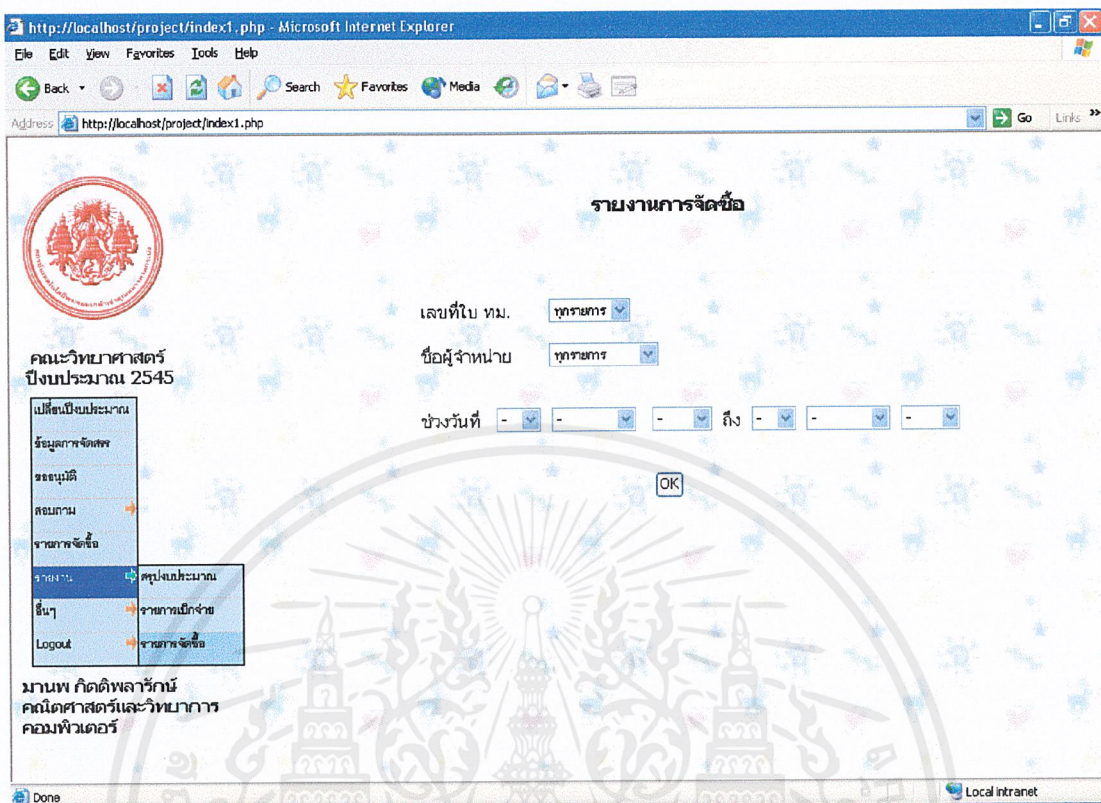 http://localhost/project/index1.php - Microsoft Internet Explorer
File Edit View Favorites Tools Help
Back Search Favorites Media
Address http://localhost/project/index1.php Go Links »
รายงานการจัดซื้อ
เลขที่ใบ ทม. ทุกรายการ
ชื่อผู้จำหน่าย ทุกรายการ
ช่วงวันที่ - - - ถึง - - -
OK
คณะวิทยาศาสตร์
ปีงบประมาณ 2545
เปลี่ยนปีงบประมาณ
ข้อมูลการจัดสรร
ขออนุมัติ
สอบถาม
รายการจัดซื้อ
รายงาน
อื่นๆ
Logout
สรุปงบประมาณ
รายการเบิกจ่าย
รายการจัดซื้อ
มานพ กิตติพลารักษ์
คณิตศาสตร์และวิทยาการ
คอมพิวเตอร์
Done Local intranet